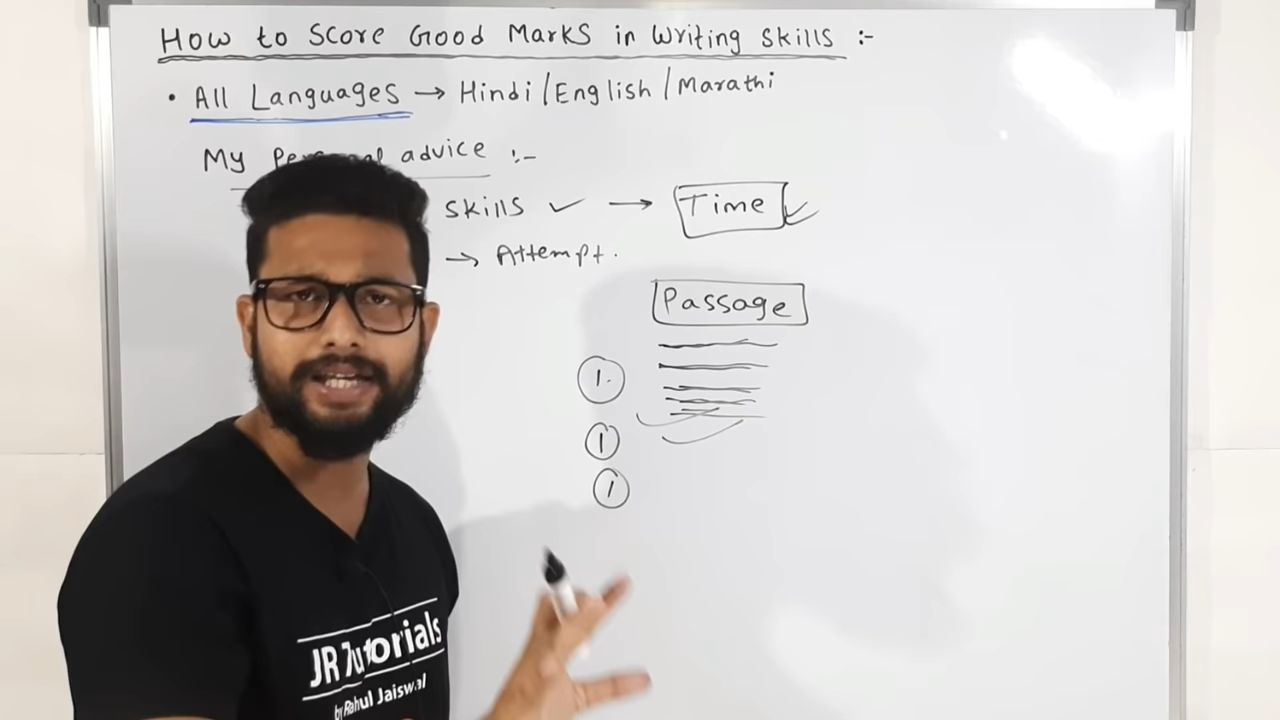 How to Score Good Marks in Writing Skills :-
• All Languages → Hindi/English/Marathi
My Personal advice :-
Skills ✓ → Time ✓
→ Attempt.
Passage
1.
1
1
JR Tutorials
by Rahul Jaiswal